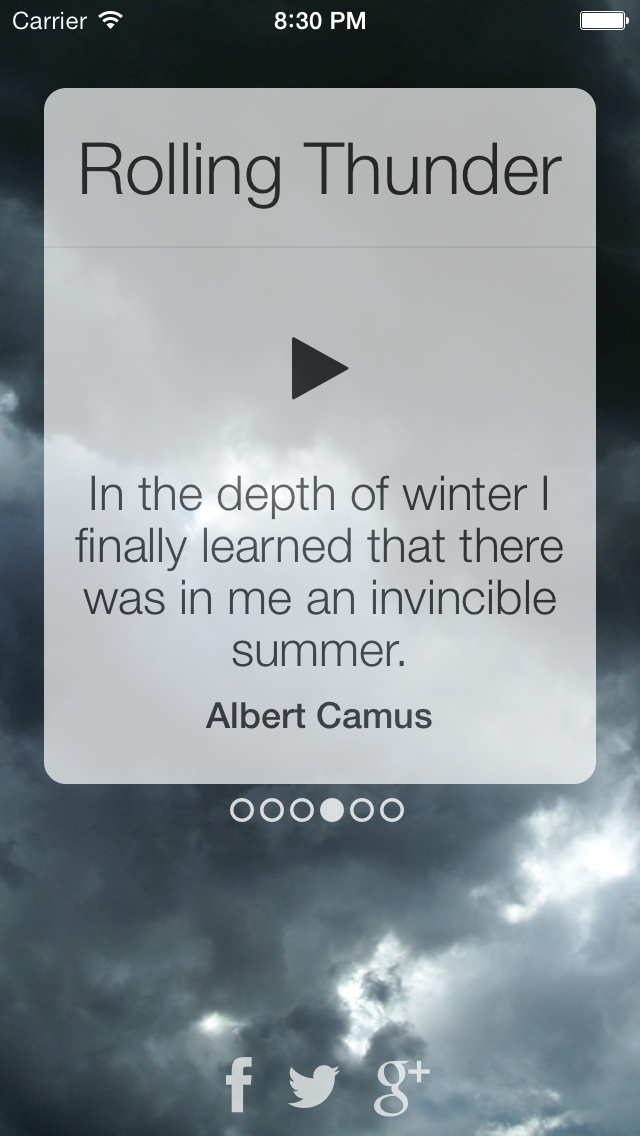 Carrier 8:30 PM
Rolling Thunder
In the depth of winter I
finally learned that there
was in me an invincible
summer.
Albert Camus
f g+